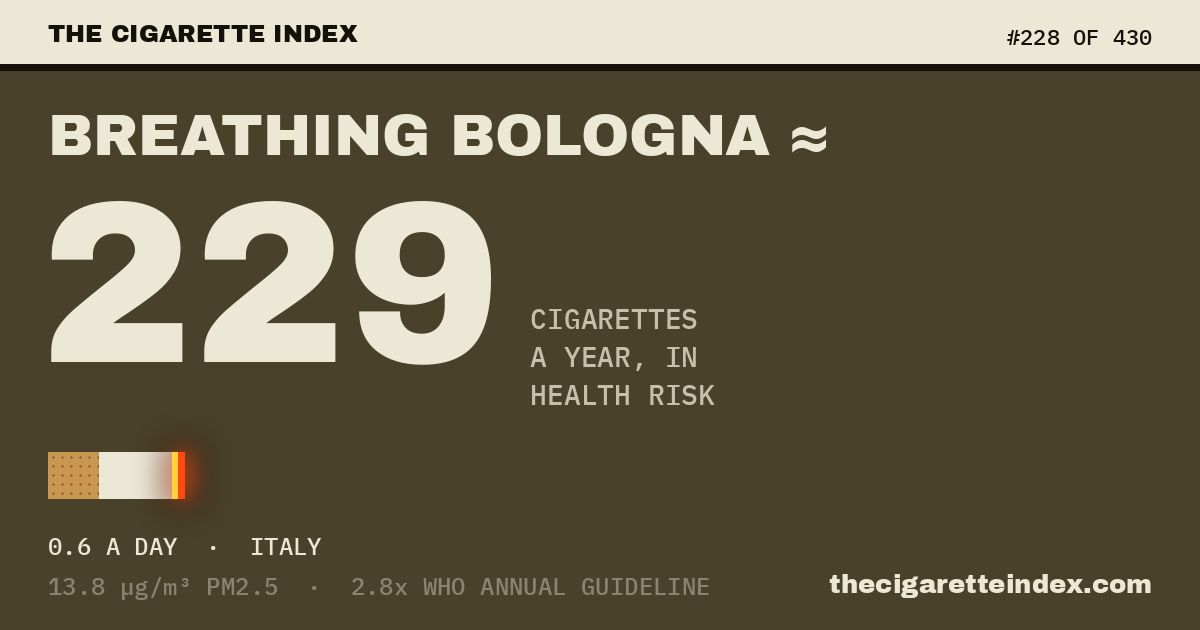 THE CIGARETTE INDEX
#228 OF 430
BREATHING BOLOGNA ≈
229
CIGARETTES
A YEAR, IN
HEALTH RISK
0.6 A DAY · ITALY
13.8 µg/m³ PM2.5 · 2.8x WHO ANNUAL GUIDELINE
thecigaretteindex.com